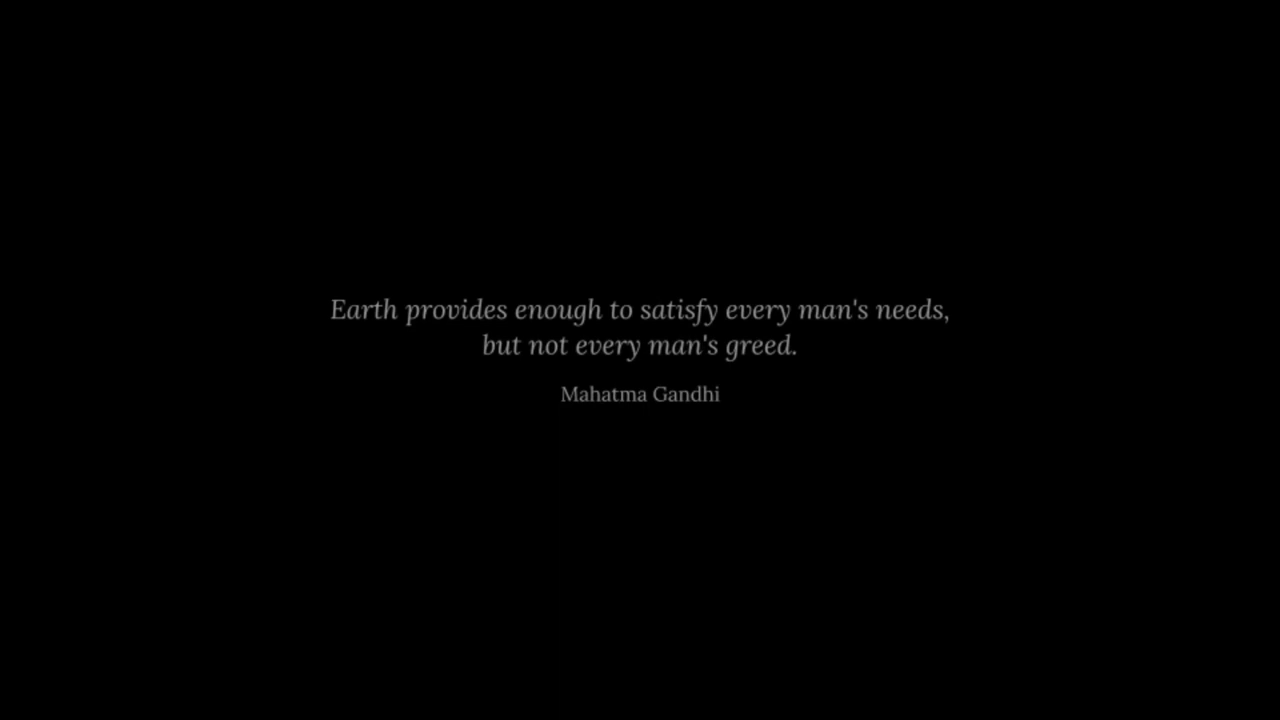 Earth provides enough to satisfy every man's needs,
but not every man's greed.
Mahatma Gandhi